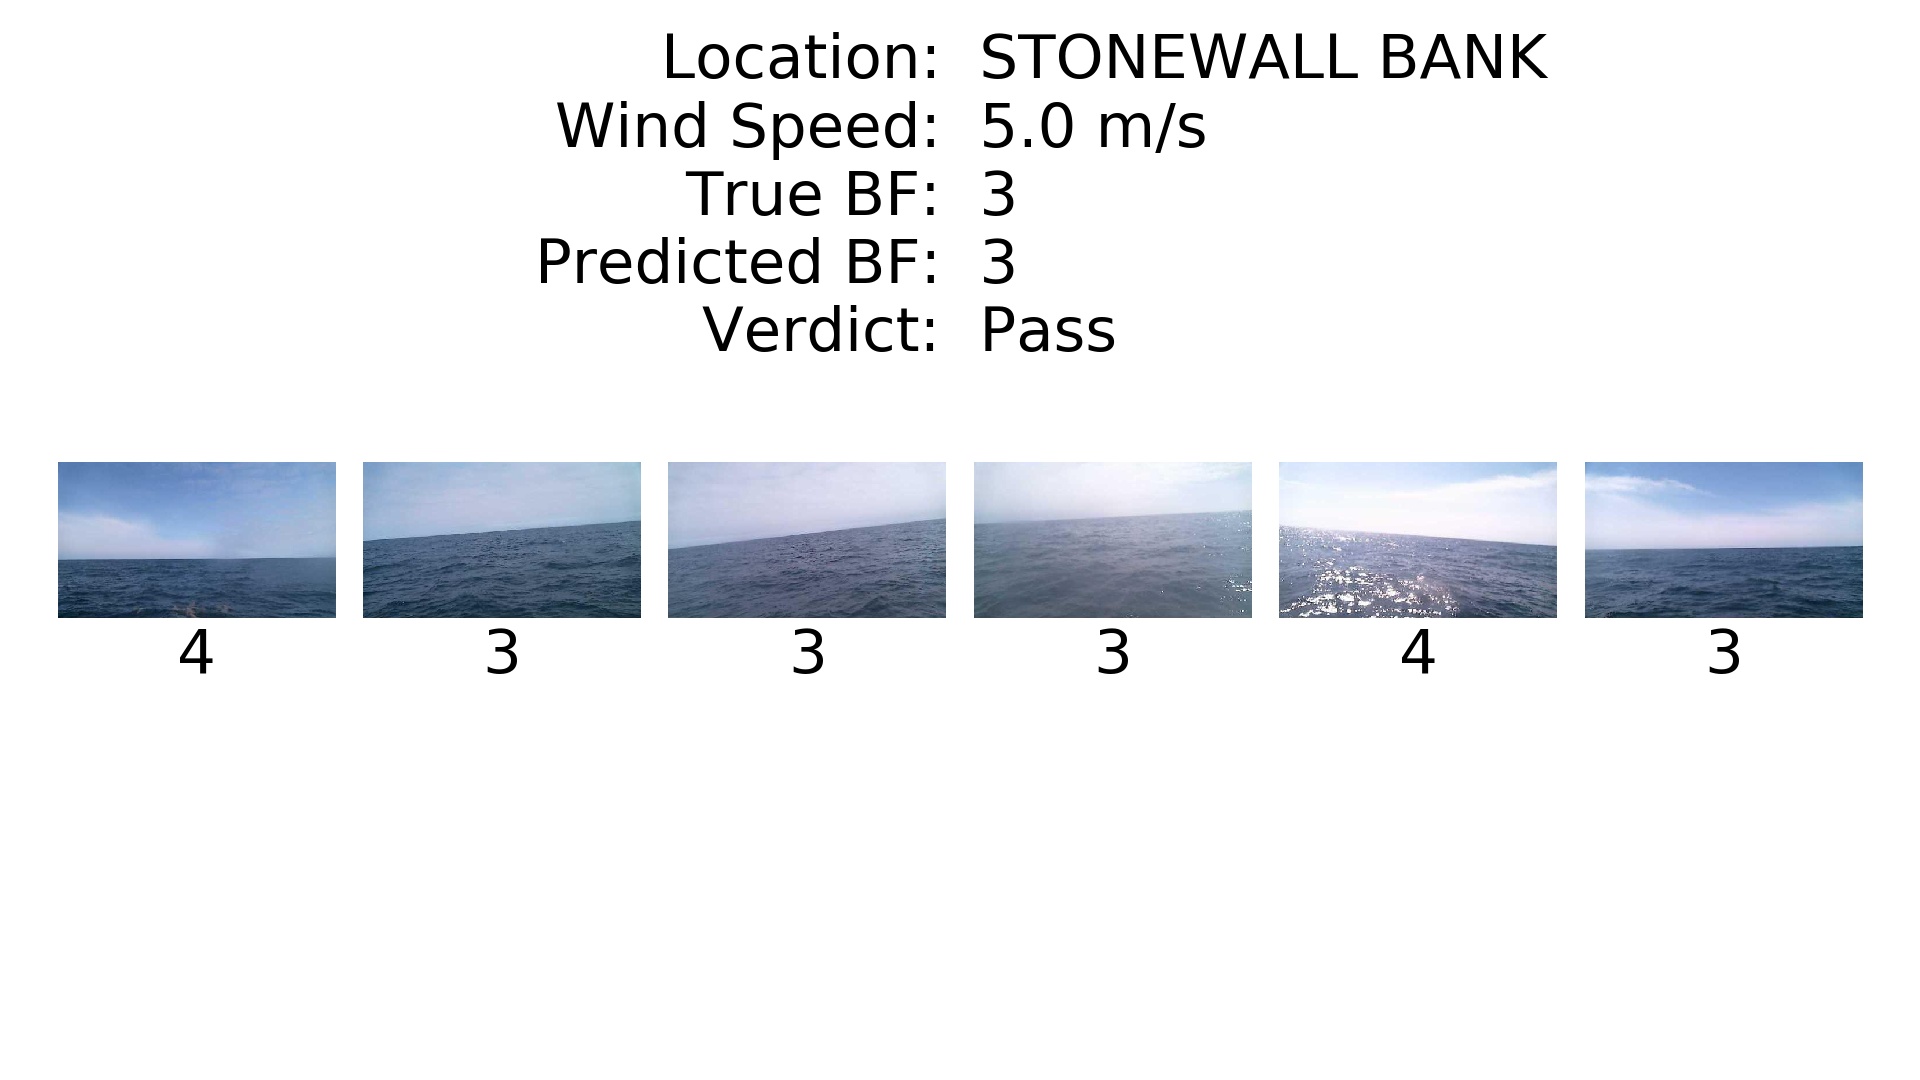 Location: STONEWALL BANK
Wind Speed: 5.0 m/s
True BF: 3
Predicted BF: 3
Verdict: Pass
4 3 3 3 4 3